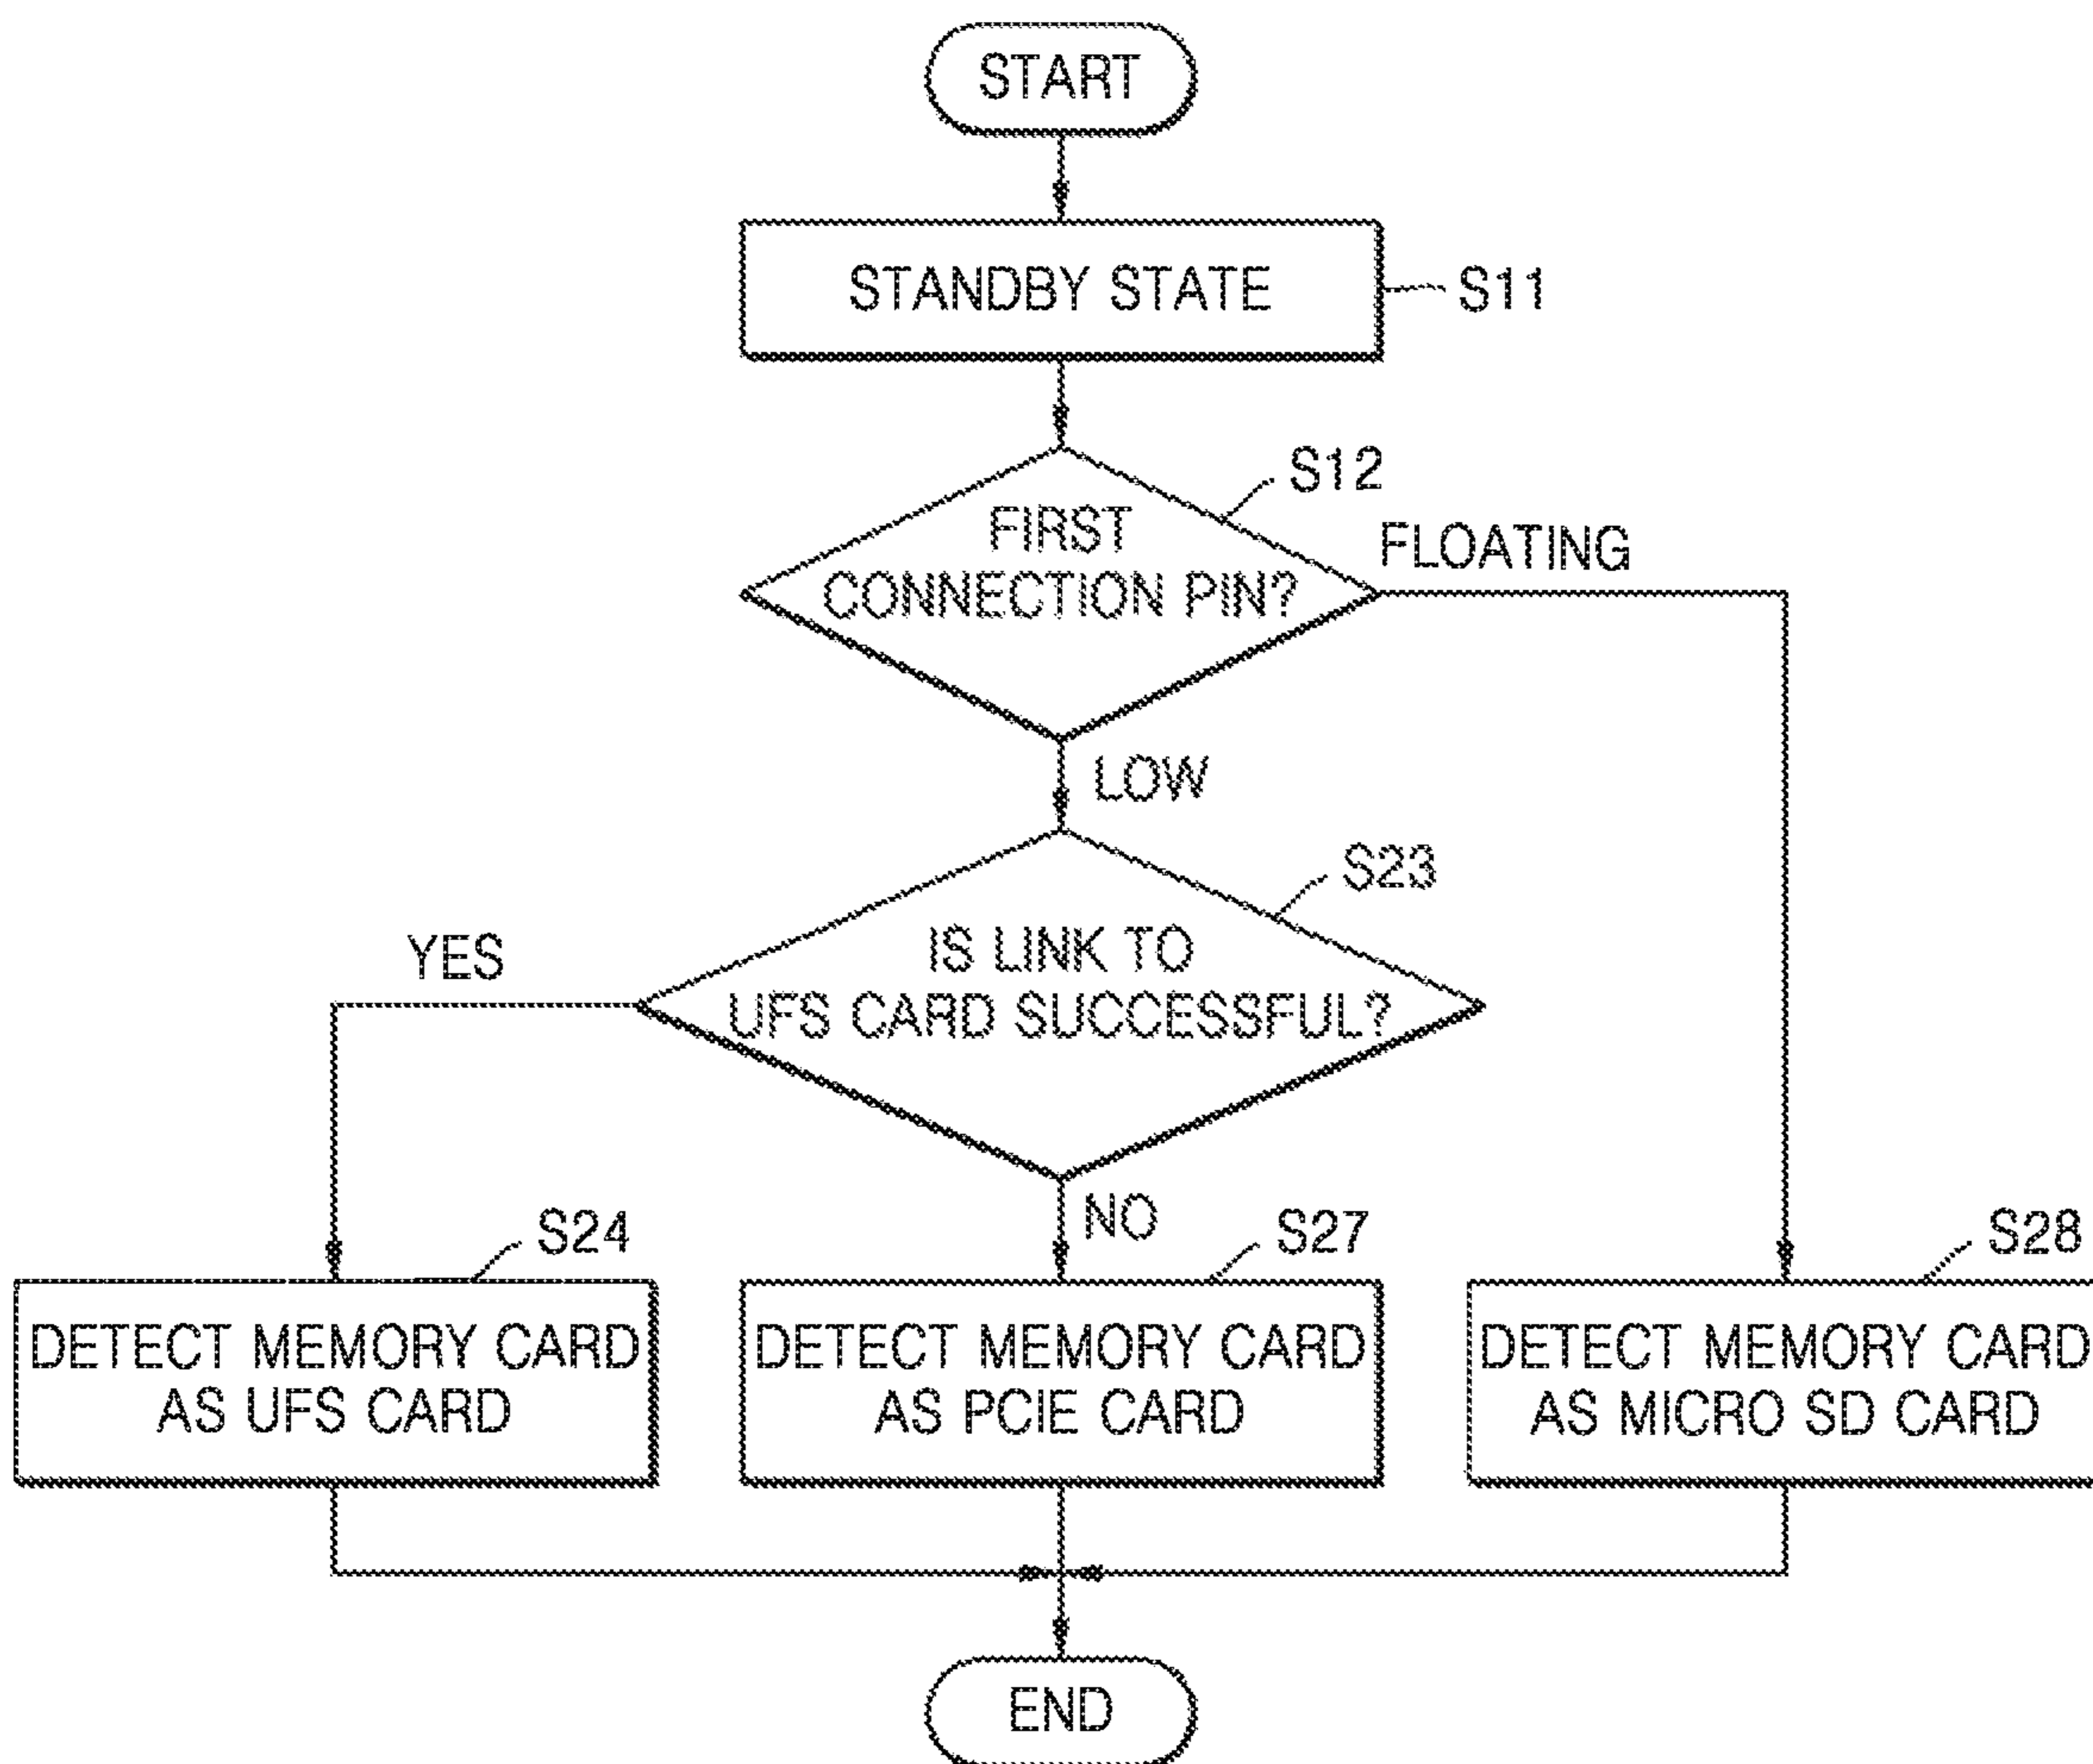 START
STANDBY STATE
S11
S12
FIRST
CONNECTION PIN?
FLOATING
LOW
S23
IS LINK TO
UFS CARD SUCCESSFUL?
YES
NO
S24
DETECT MEMORY CARD
AS UFS CARD
S27
DETECT MEMORY CARD
AS PCIE CARD
S28
DETECT MEMORY CARD
AS MICRO SD CARD
END